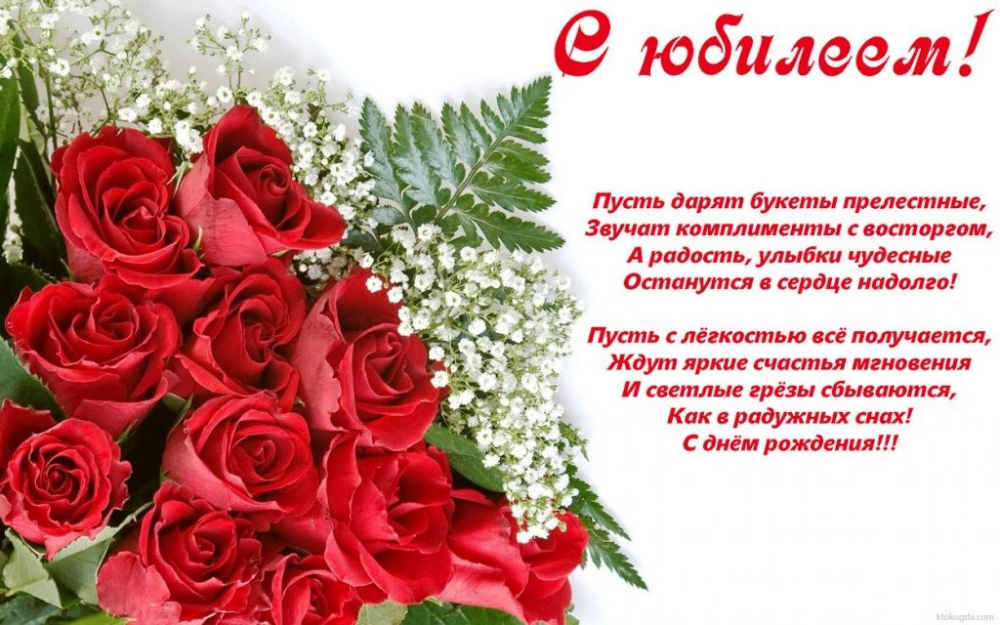 С юбилеем!
Пусть дарят букеты прелестные,
Звучат комплименты с восторгом,
А радость, улыбки чудесные
Останутся в сердце надолго!
Пусть с лёгкостью всё получается,
Ждут яркие счастья мгновения
И светлые грёзы сбываются,
Как в радужных снах!
С днём рождения!!!
ktokogda.com